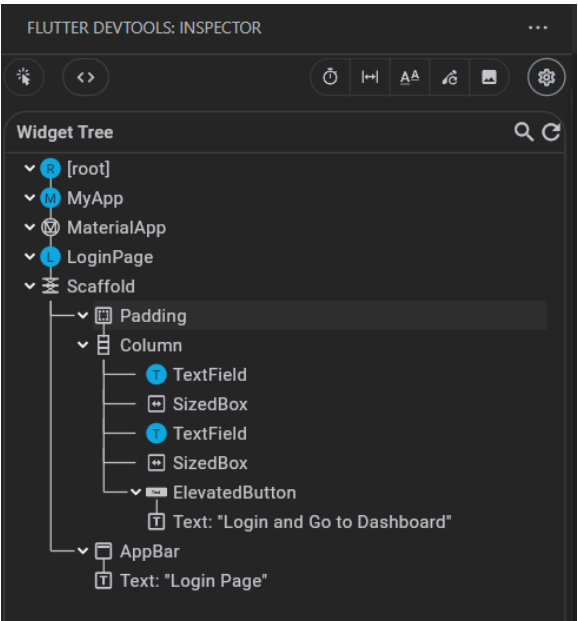 FLUTTER DEVTOOLS: INSPECTOR
Widget Tree
R [root]
M MyApp
MaterialApp
L LoginPage
Scaffold
Padding
Column
T TextField
SizedBox
T TextField
SizedBox
ElevatedButton
T Text: "Login and Go to Dashboard"
AppBar
T Text: "Login Page"